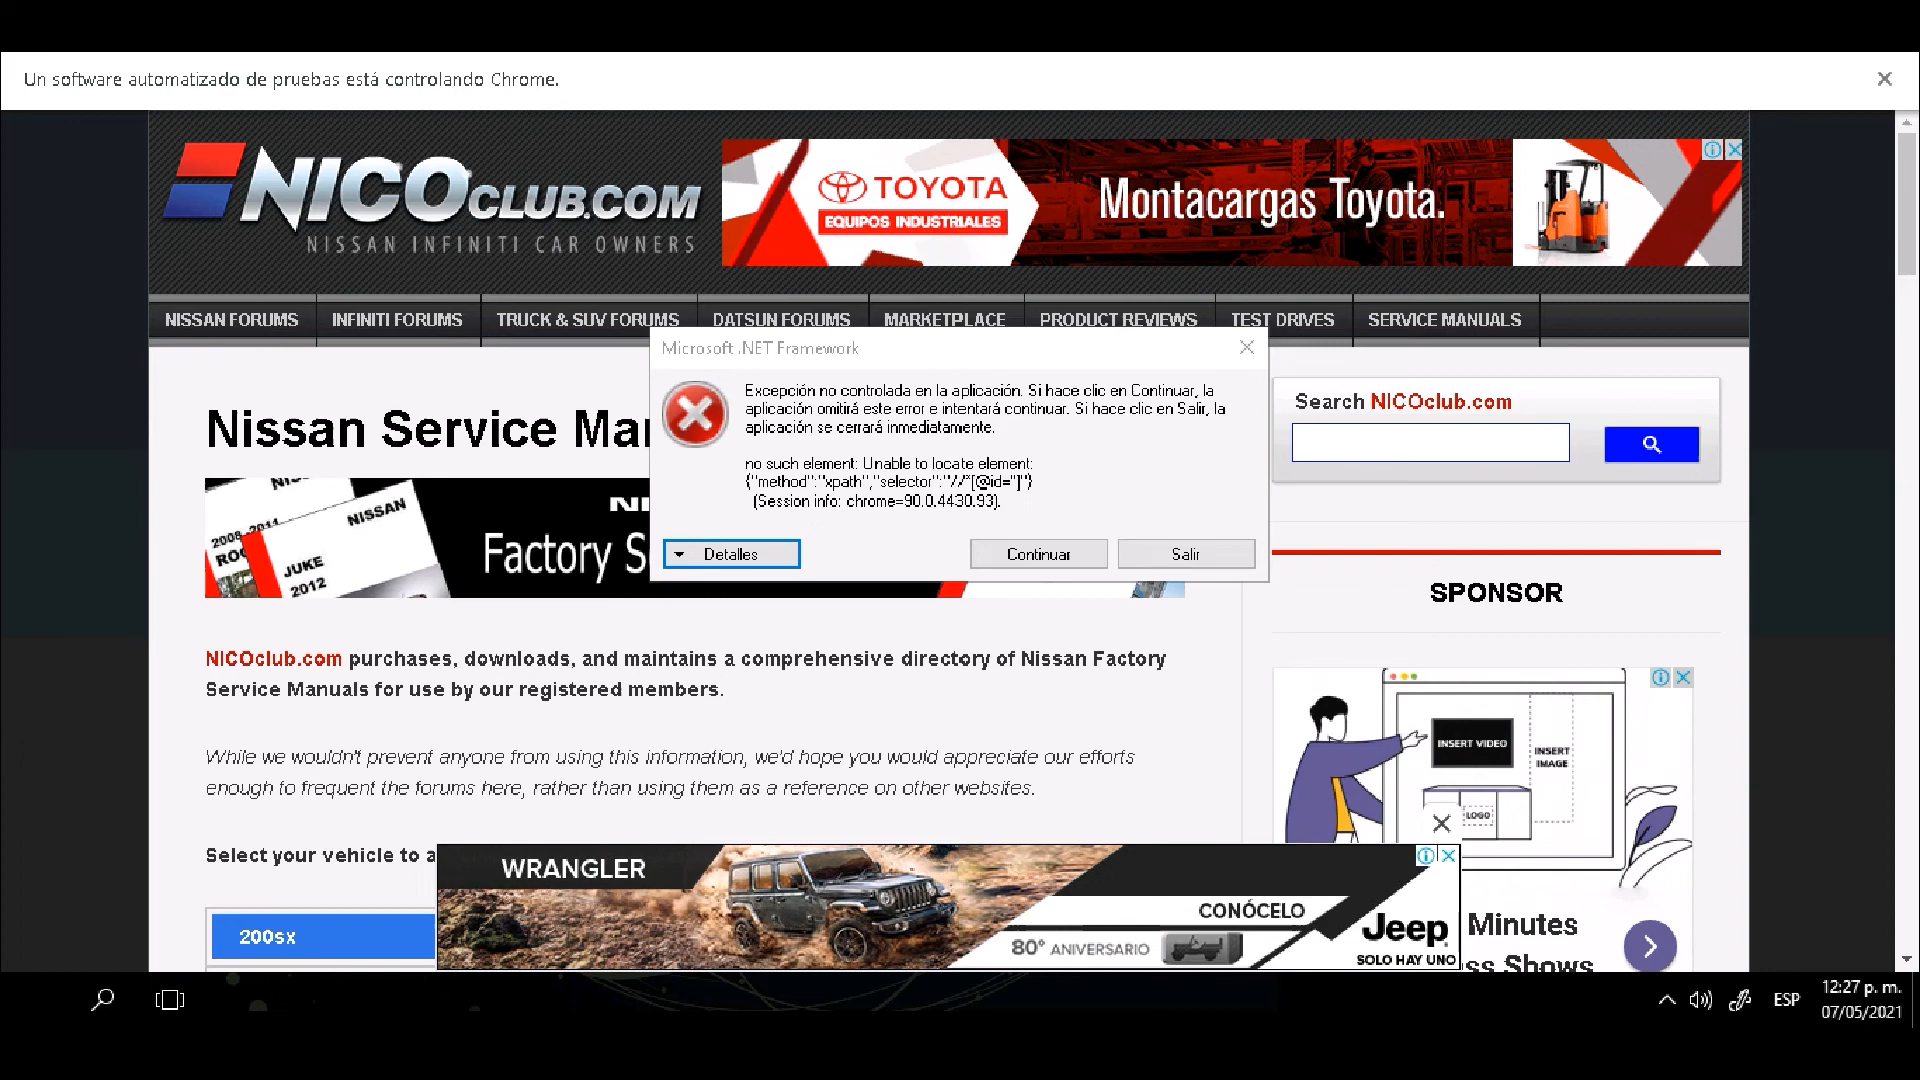 Un software automatizado de pruebas está controlando Chrome.
NICOCLUB.COM
NISSAN INFINITI CAR OWNERS
TOYOTA
EQUIPOS INDUSTRIALES
Montacargas Toyota.
NISSAN FORUMS INFINITI FORUMS TRUCK & SUV FORUMS DATSUN FORUMS MARKETPLACE PRODUCT REVIEWS TEST DRIVES SERVICE MANUALS
Microsoft .NET Framework
Excepción no controlada en la aplicación. Si hace clic en Continuar, la
aplicación omitirá este error e intentará continuar. Si hace clic en Salir, la
aplicación se cerrará inmediatamente.
no such element: Unable to locate element:
{"method":"xpath","selector":"//*[@id="]"}
(Session info: chrome=90.0.4430.93).
Detalles
Continuar
Salir
Search NICOclub.com
Nissan Service Ma
2008-2011
NISSAN
JUKE
2012
Factory S
SPONSOR
NICOclub.com purchases, downloads, and maintains a comprehensive directory of Nissan Factory
Service Manuals for use by our registered members.
While we wouldn't prevent anyone from using this information, we'd hope you would appreciate our efforts
enough to frequent the forums here, rather than using them as a reference on other websites.
INSERT VIDEO
INSERT
IMAGE
LOGO
Select your vehicle to a
WRANGLER
CONÓCELO
80° ANIVERSARIO
Jeep
SOLO HAY UNO
Minutes
ss Shows
200sx
ESP
12:27 p. m.
07/05/2021